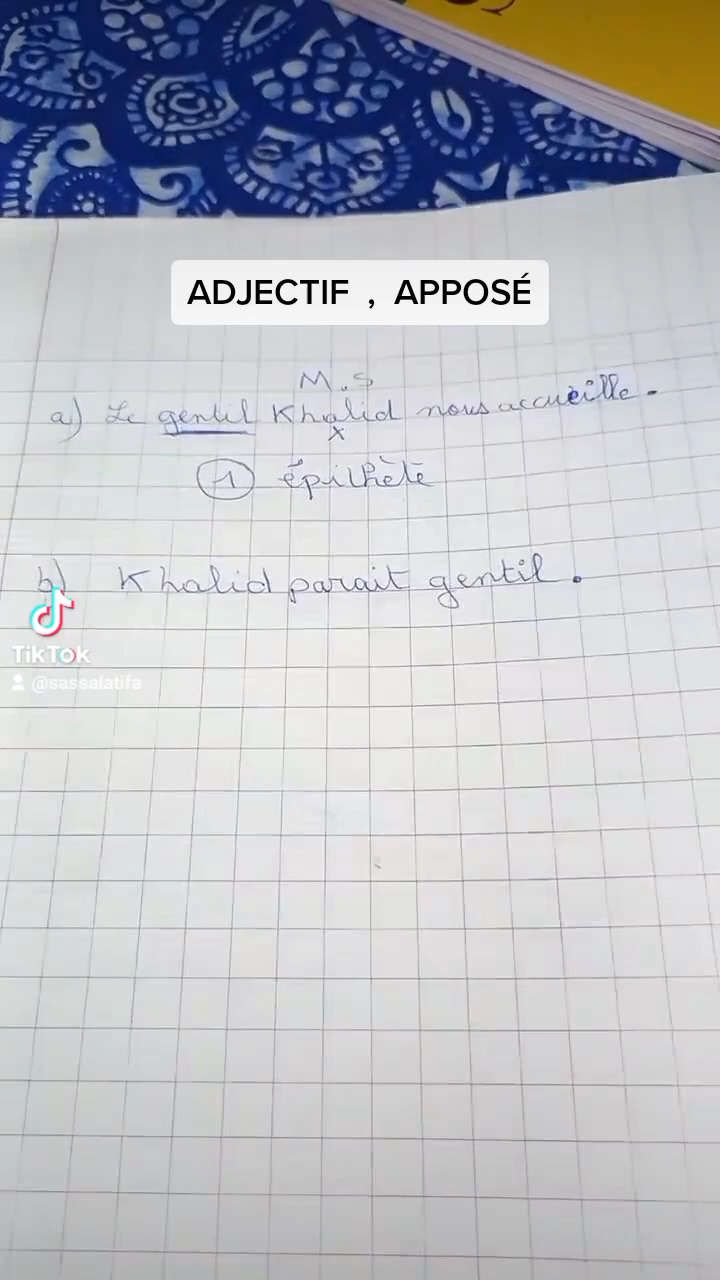 ADJECTIF , APPOSÉ
M.S
a) Le gentil Khalid nous accueille.
x
1 épithète
b) Khalid parait gentil.
TikTok
@sassalatifa